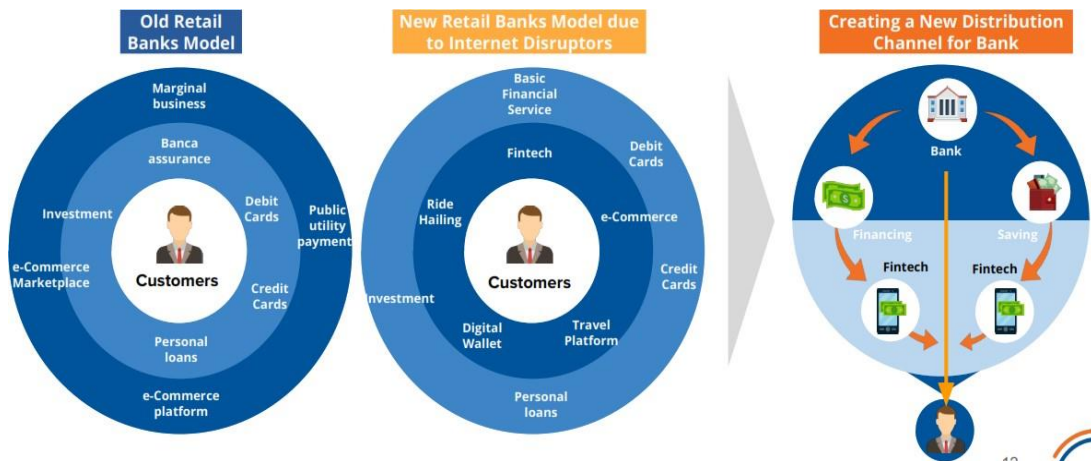 Old Retail
Banks Model
Marginal
business
Banca
assurance
Investment
Debit
Cards
Public
utility
payment
e-Commerce
Marketplace
Customers
Credit
Cards
Personal
loans
e-Commerce
platform
New Retail Banks Model due
to Internet Disruptors
Basic
Financial
Service
Fintech
Debit
Cards
Ride
Hailing
e-Commerce
Customers
Credit
Cards
Investment
Digital
Wallet
Travel
Platform
Personal
loans
Creating a New Distribution
Channel for Bank
Bank
Financing
Saving
Fintech
Fintech